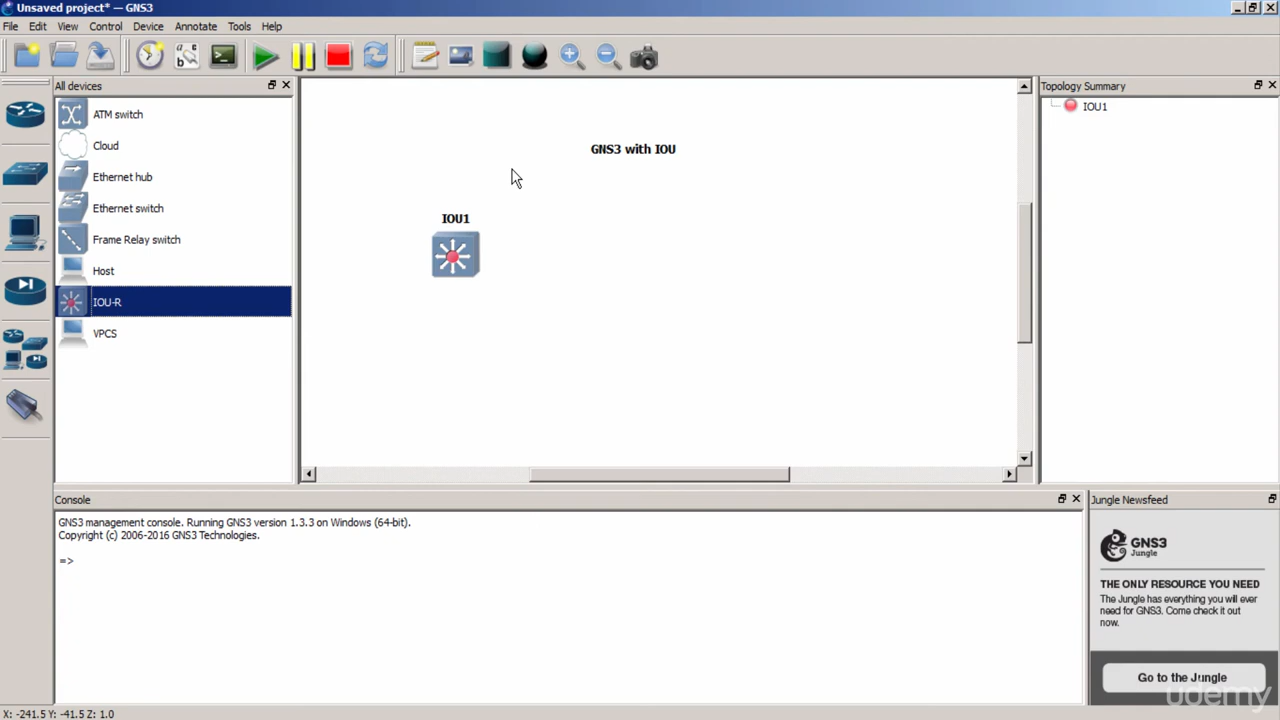 Unsaved project* — GNS3
File Edit View Control Device Annotate Tools Help
All devices
ATM switch
Cloud
Ethernet hub
Ethernet switch
Frame Relay switch
Host
IOU-R
VPCS
GNS3 with IOU
IOU1
Topology Summary
IOU1
Console
GNS3 management console. Running GNS3 version 1.3.3 on Windows (64-bit).
Copyright (c) 2006-2016 GNS3 Technologies.
=>
Jungle Newsfeed
GNS3
Jungle
THE ONLY RESOURCE YOU NEED
The Jungle has everything you will ever
need for GNS3. Come check it out
now.
Go to the Jungle
udemy
X: -241.5 Y: -41.5 Z: 1.0